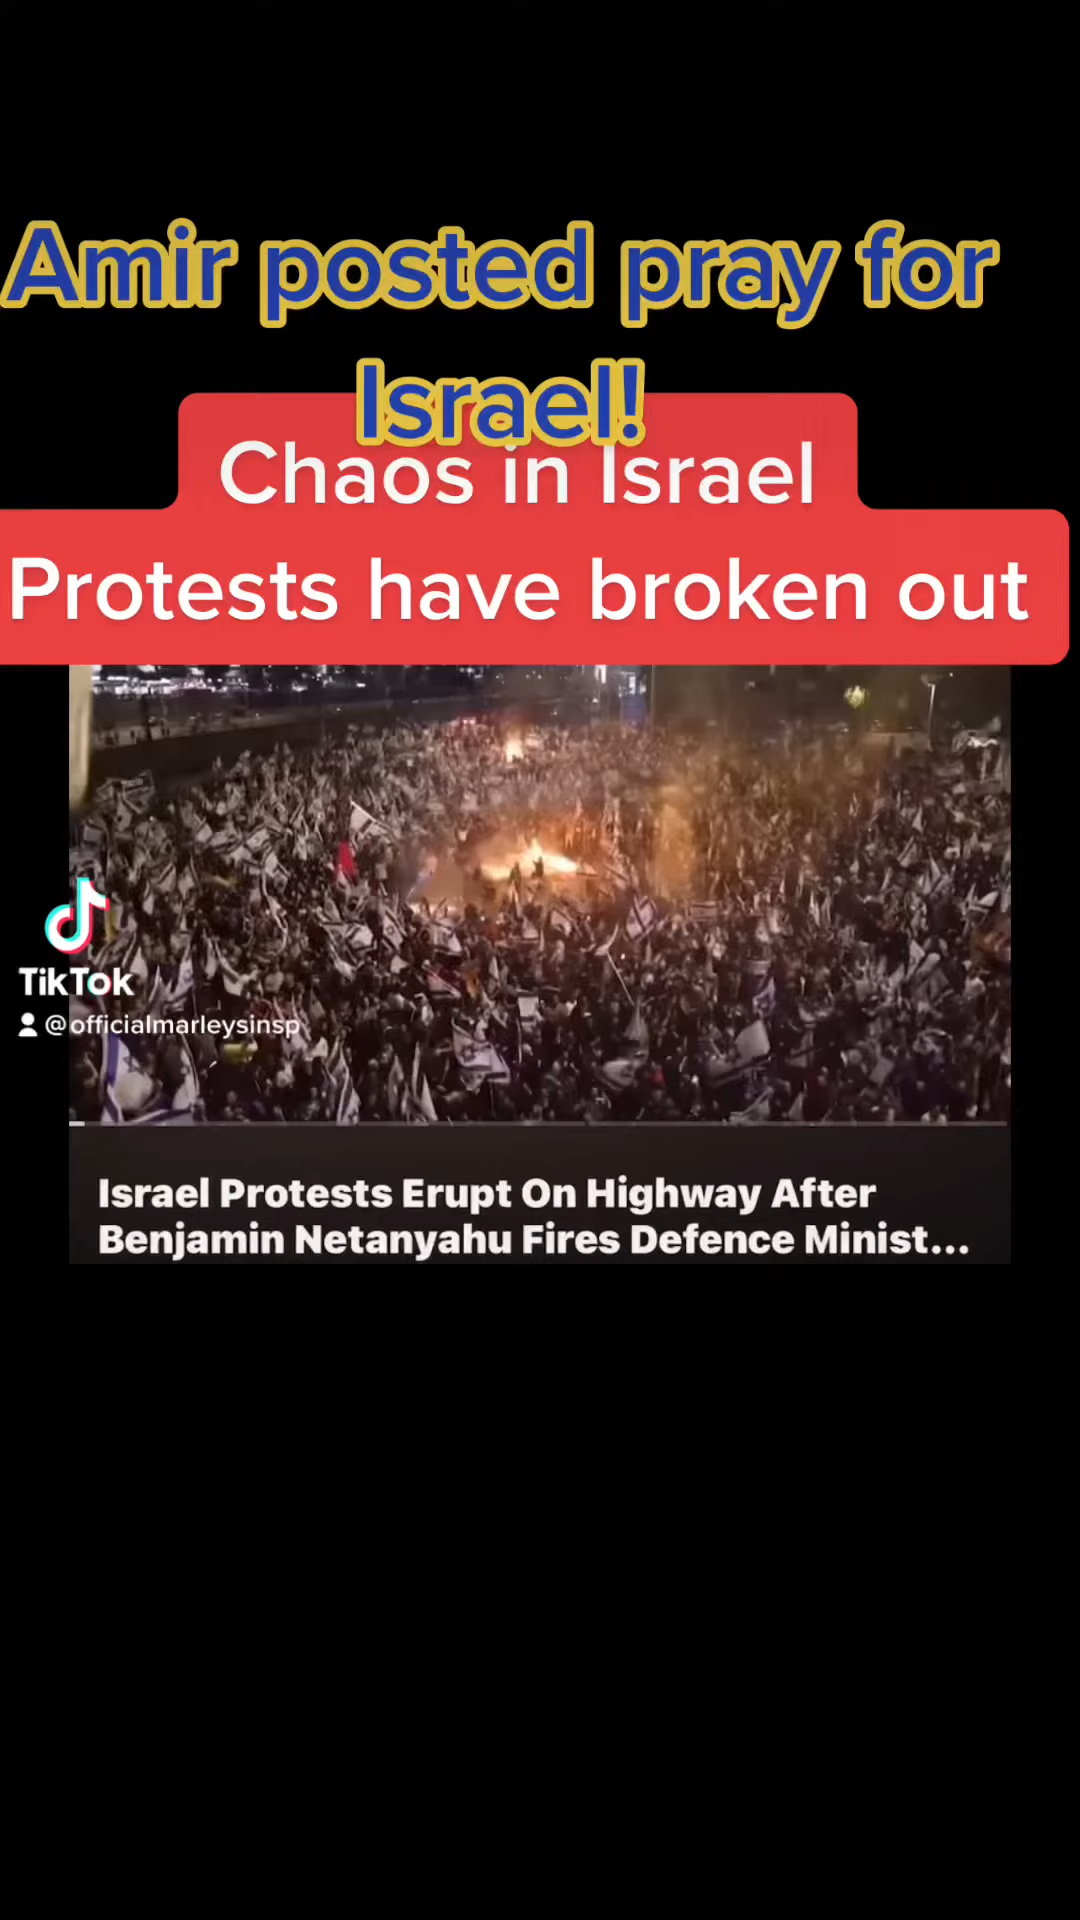 Amir posted pray for
Israel!
Chaos in Israel
Protests have broken out
TikTok
@officialmarleysinsp
Israel Protests Erupt On Highway After
Benjamin Netanyahu Fires Defence Minist...